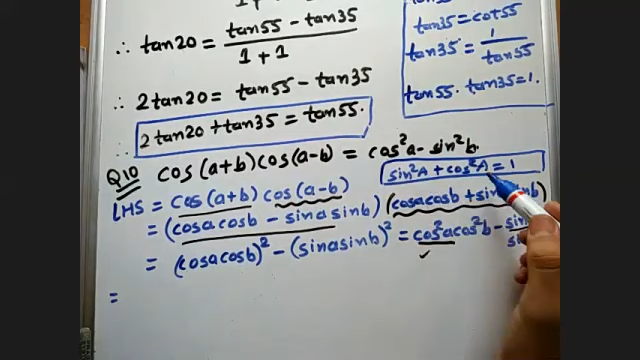 1 +
∴ tan20 = (tan55 - tan35) / (1 + 1)
∴ 2tan20 = tan55 - tan35
2tan20 + tan35 = tan55.
tan35 = cot55
tan35 = 1 / tan55
tan55 . tan35 = 1.
Q10 cos(a+b)cos(a-b) = cos²a - sin²b.
sin²A + cos²A = 1
LHS = cos(a+b) cos(a-b)
= (cosacosb - sinasinb) (cosacosb +
= (cosacosb)² - (sinasinb)² = cos²acos²b -
=